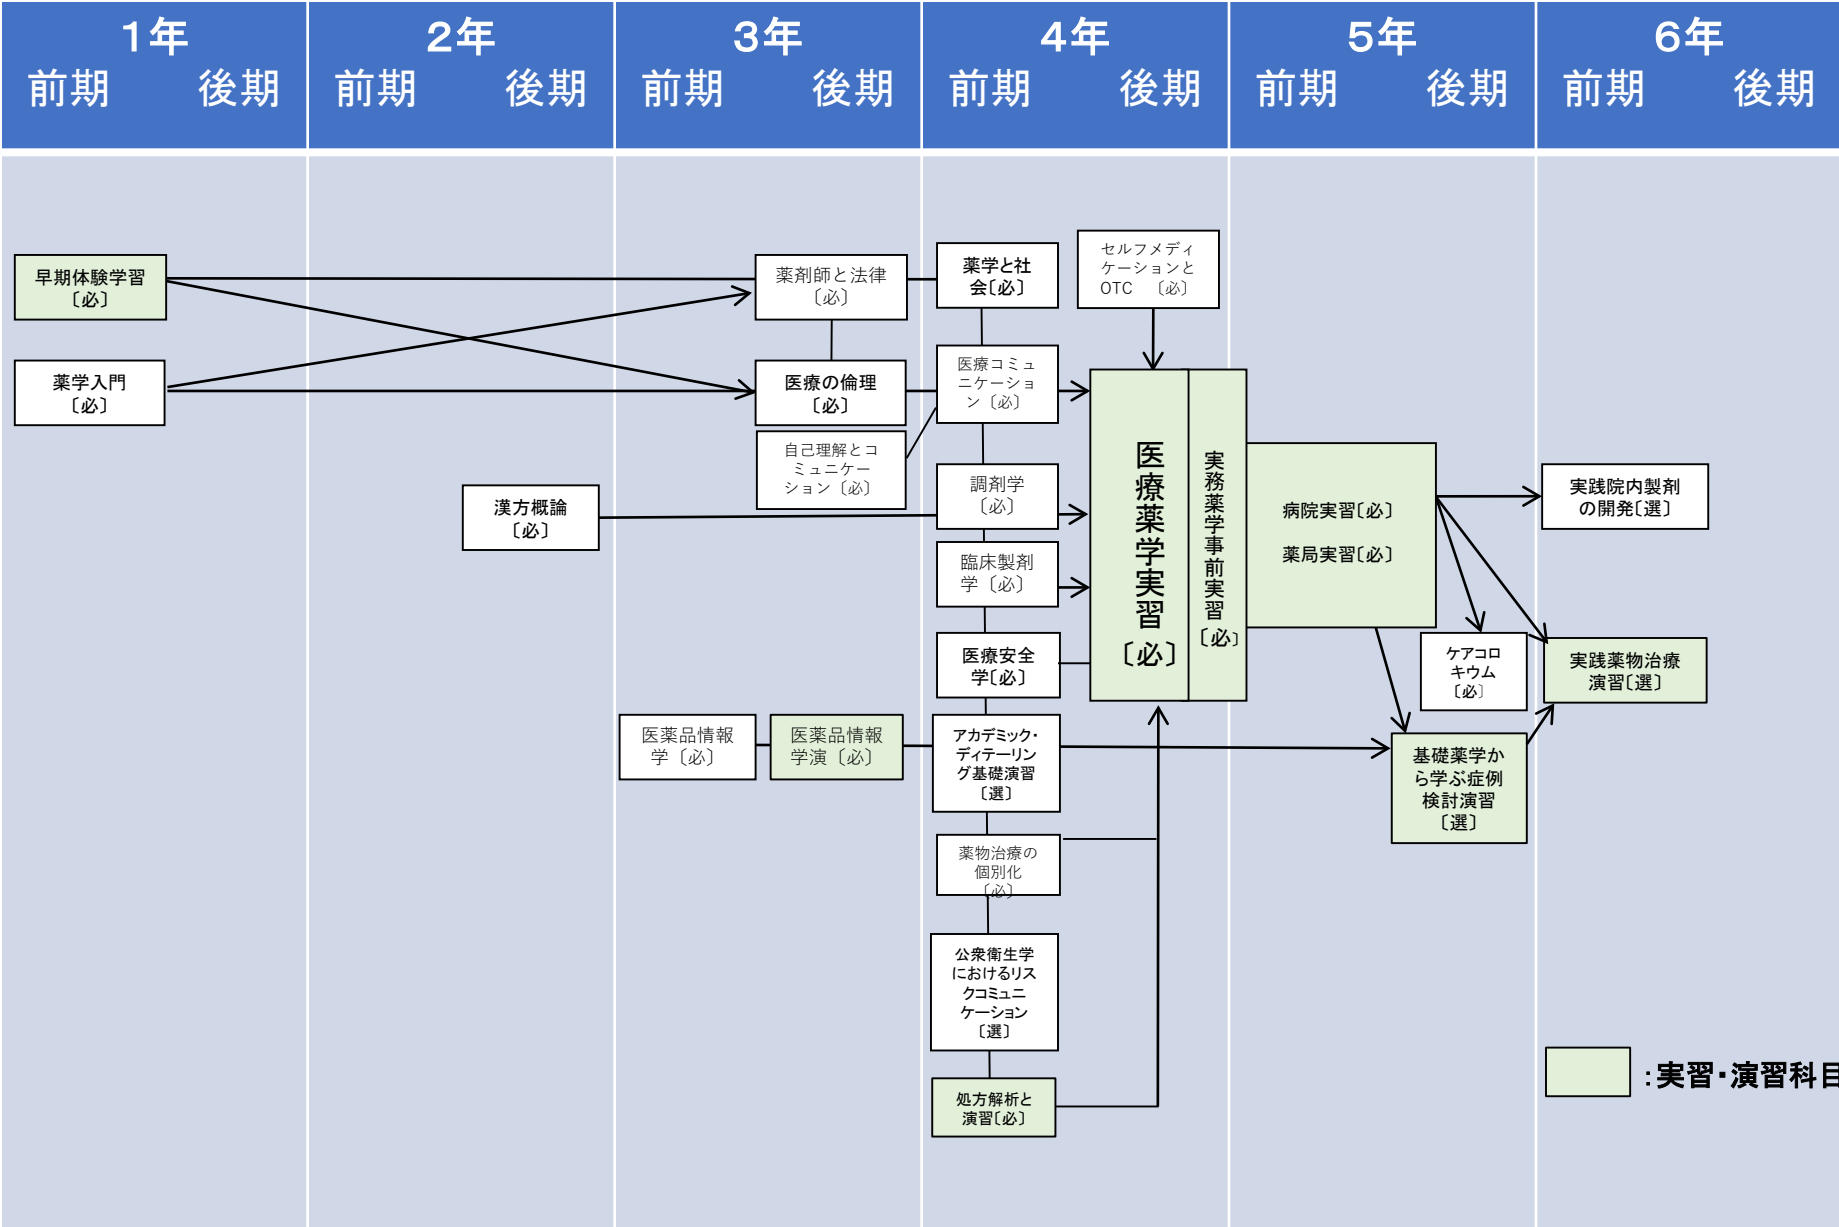 １年
２年
３年
４年
５年
６年
前期 後期
前期 後期
前期 後期
前期 後期
前期 後期
前期 後期
早期体験学習
〔必〕
薬学入門
〔必〕
漢方概論
〔必〕
薬剤師と法律
〔必〕
医療の倫理
〔必〕
自己理解とコ
ミュニケー
ション〔必〕
医薬品情報
学〔必〕
医薬品情報
学演〔必〕
薬学と社
会〔必〕
医療コミュ
ニケーショ
ン〔必〕
調剤学
〔必〕
臨床製剤
学〔必〕
医療安全
学〔必〕
アカデミック・
ディテーリン
グ基礎演習
〔選〕
薬物治療の
個別化
〔必〕
公衆衛生学
におけるリス
クコミュニ
ケーション
〔選〕
処方解析と
演習〔必〕
セルフメディ
ケーションと
OTC 〔必〕
医療薬学実習
〔必〕
実務薬学事前実習
〔必〕
病院実習〔必〕
薬局実習〔必〕
ケアコロ
キウム
〔必〕
基礎薬学か
ら学ぶ症例
検討演習
〔選〕
実践院内製剤
の開発〔選〕
実践薬物治療
演習〔選〕
：実習・演習科目